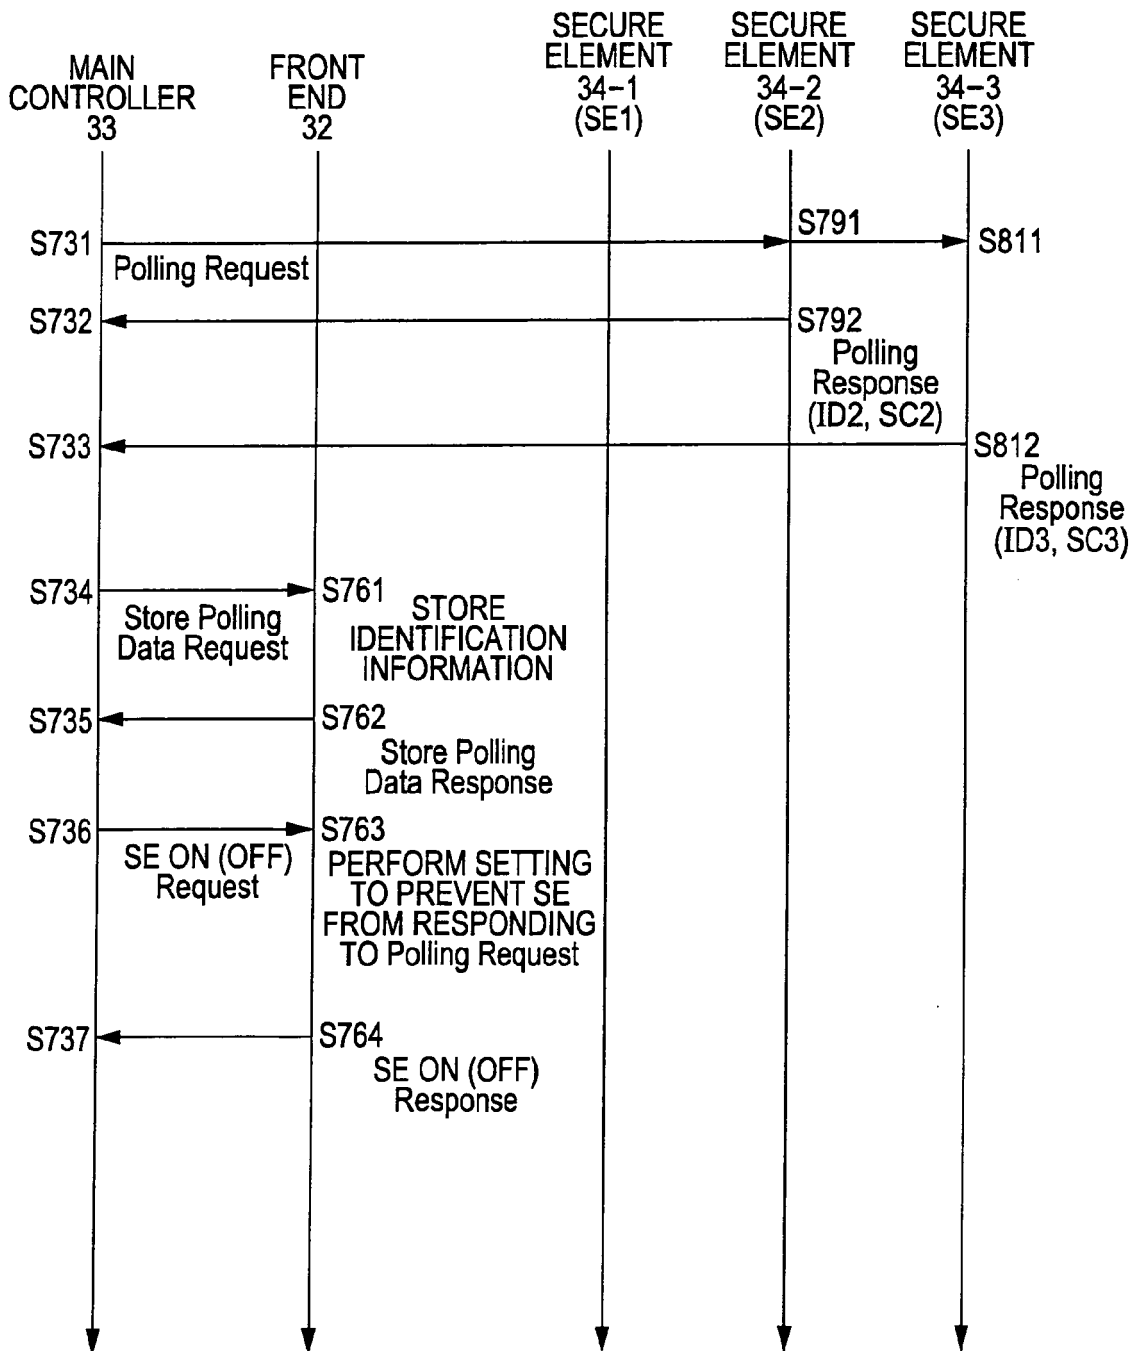 MAIN
CONTROLLER
33
FRONT
END
32
SECURE
ELEMENT
34-1
(SE1)
SECURE
ELEMENT
34-2
(SE2)
SECURE
ELEMENT
34-3
(SE3)
S731
Polling Request
S791
S811
S732
S792
Polling
Response
(ID2, SC2)
S733
S812
Polling
Response
(ID3, SC3)
S734
Store Polling
Data Request
S761
STORE
IDENTIFICATION
INFORMATION
S735
S762
Store Polling
Data Response
S736
SE ON (OFF)
Request
S763
PERFORM SETTING
TO PREVENT SE
FROM RESPONDING
TO Polling Request
S737
S764
SE ON (OFF)
Response